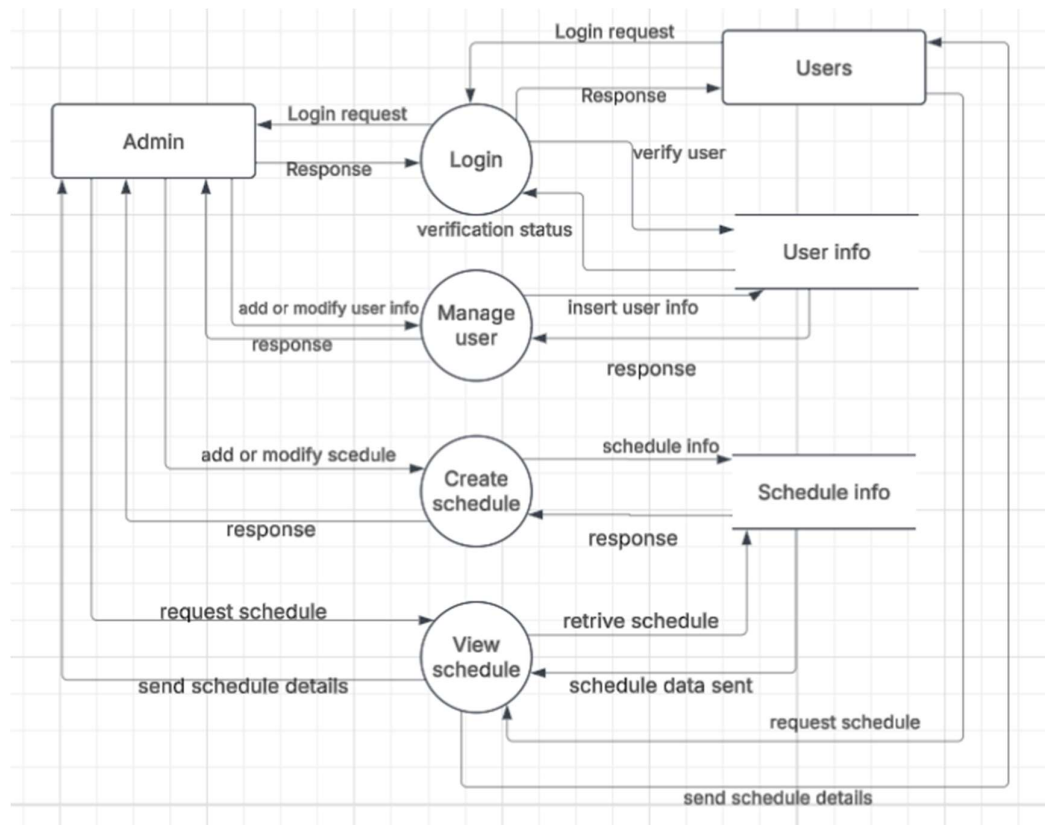 Login request
Users
Response
Login request
Admin
Login
Response
verify user
verification status
User info
add or modify user info
Manage
user
insert user info
response
response
add or modify scedule
schedule info
Create
schedule
Schedule info
response
response
request schedule
retrive schedule
View
schedule
send schedule details
schedule data sent
request schedule
send schedule details